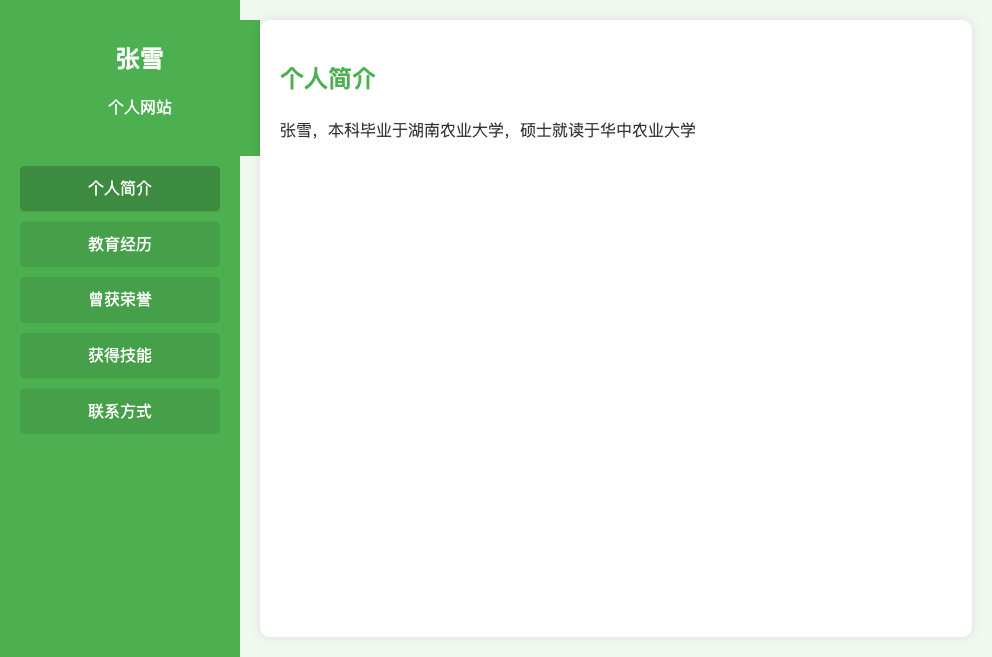 张雪
个人网站
个人简介
教育经历
曾获荣誉
获得技能
联系方式
个人简介
张雪，本科毕业于湖南农业大学，硕士就读于华中农业大学